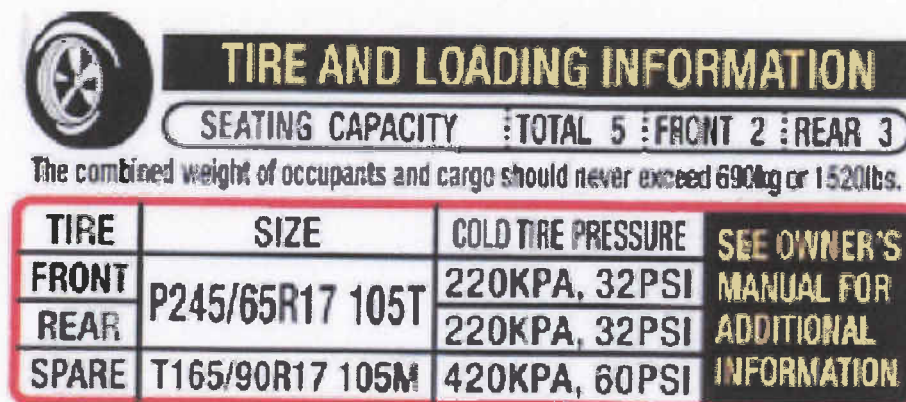 TIRE AND LOADING INFORMATION
SEATING CAPACITY TOTAL 5 FRONT 2 REAR 3
The combined weight of occupants and cargo should never exceed 690kg or 1520lbs.
TIRE SIZE COLD TIRE PRESSURE
FRONT P245/65R17 105T 220KPA, 32PSI
REAR 220KPA, 32PSI
SPARE T165/90R17 105M 420KPA, 60PSI
SEE OWNER'S
MANUAL FOR
ADDITIONAL
INFORMATION